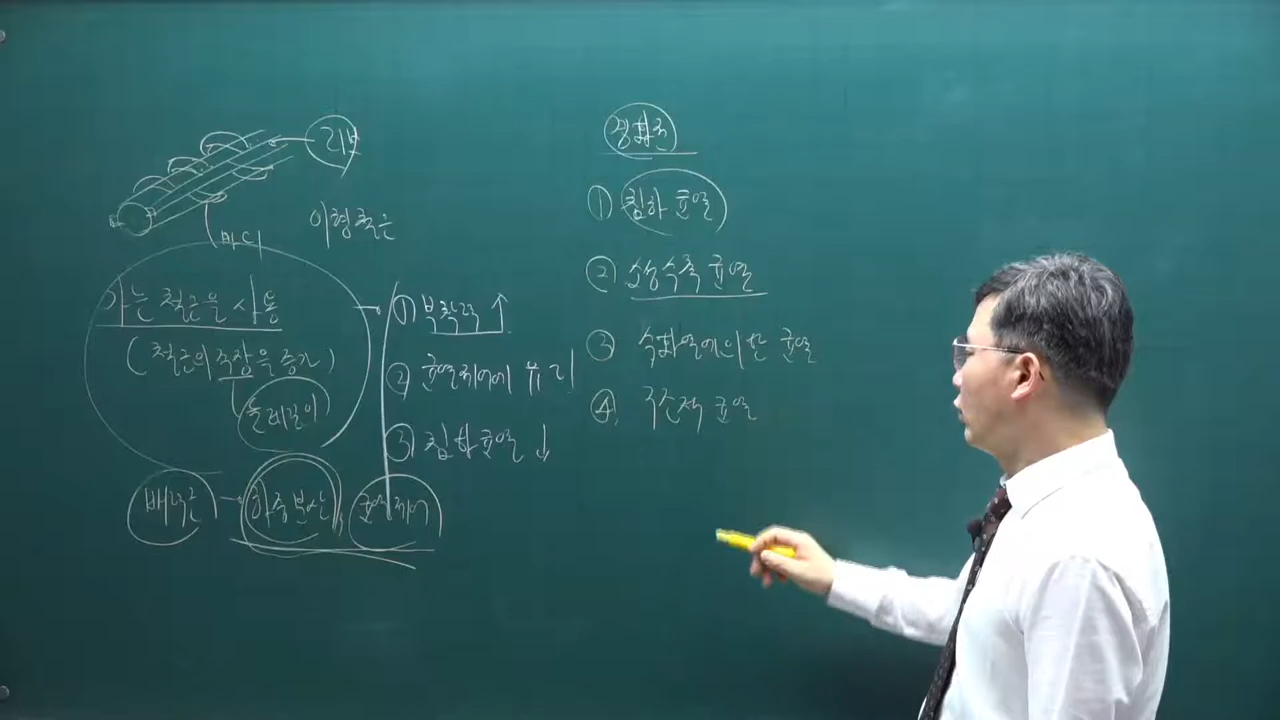 리브
마디
이형철근
가는 철근을 사용
(철근의 주장을 증가)
둘레길이
① 부착력 ↑
② 균열제어에 유리
③ 침하균열 ↓
배력근 → 하중분산, 균열제어
경화전
① 침하 균열
② 소성수축 균열
③ 수화열에의한 균열
④
균열